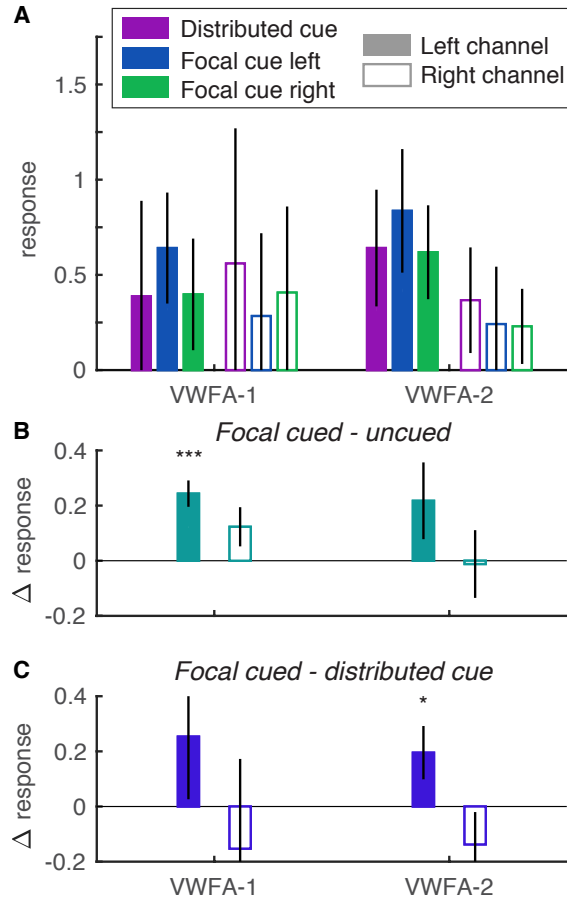 A
Distributed cue
Focal cue left
Focal cue right
Left channel
Right channel
response
1.5
1
0.5
0
VWFA-1
VWFA-2
B
Focal cued - uncued
Δ response
0.4
0.2
0
-0.2
***
C
Focal cued - distributed cue
Δ response
0.4
0.2
0
-0.2
*
VWFA-1
VWFA-2